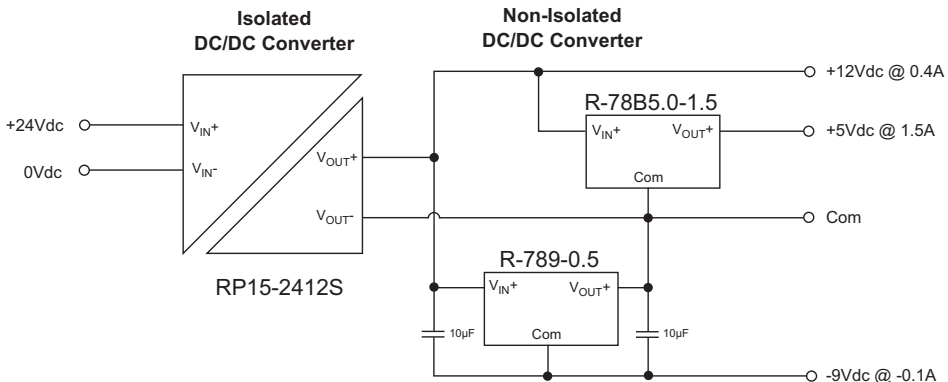 Isolated
DC/DC Converter
Non-Isolated
DC/DC Converter
+12Vdc @ 0.4A
R-78B5.0-1.5
+24Vdc
VIN+
VIN+
VOUT+
+5Vdc @ 1.5A
0Vdc
VIN-
VOUT+
Com
VOUT-
Com
RP15-2412S
R-789-0.5
VIN+
VOUT+
10µF
Com
10µF
-9Vdc @ -0.1A